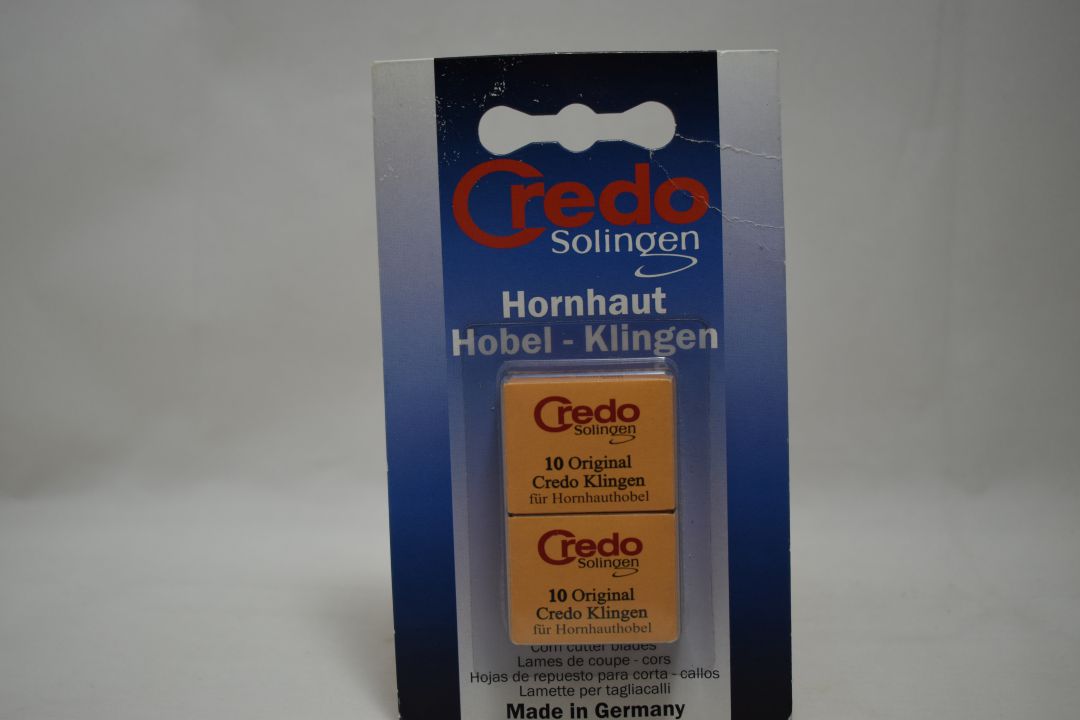 Credo
Solingen
Hornhaut
Hobel - Klingen
Credo
Solingen
10 Original
Credo Klingen
für Hornhauthobel
Credo
Solingen
10 Original
Credo Klingen
für Hornhauthobel
Corn cutter blades
Lames de coupe - cors
Hojas de repuesto para corta - callos
Lamette per tagliacalli
Made in Germany